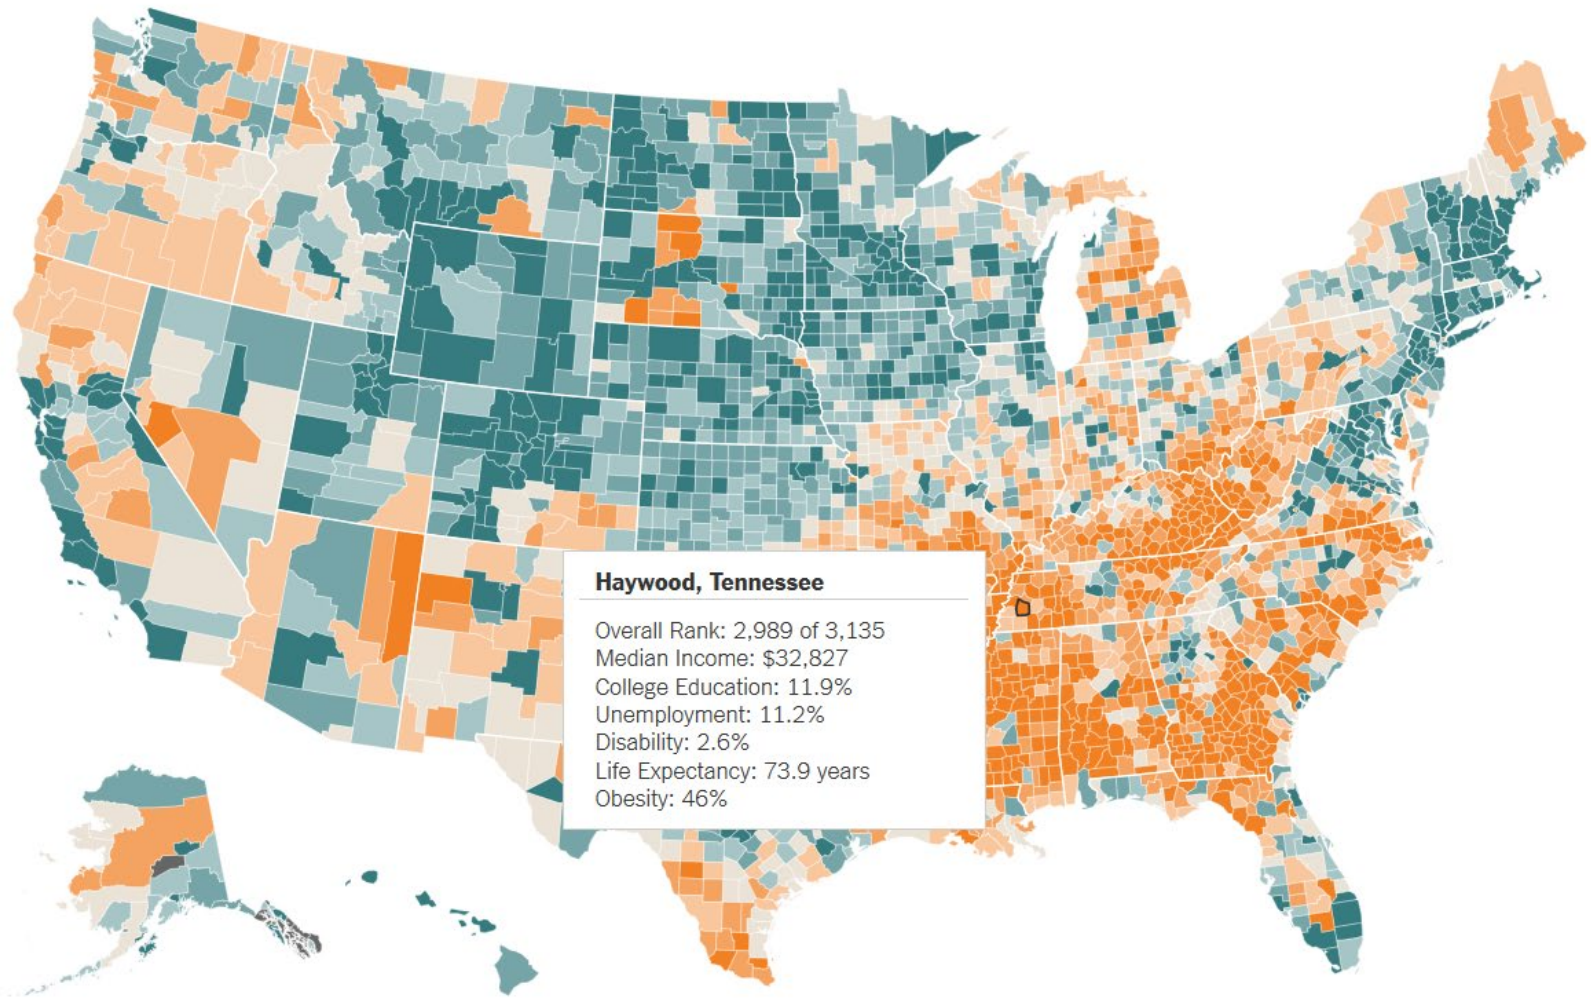 Haywood, Tennessee
Overall Rank: 2,989 of 3,135
Median Income: $32,827
College Education: 11.9%
Unemployment: 11.2%
Disability: 2.6%
Life Expectancy: 73.9 years
Obesity: 46%